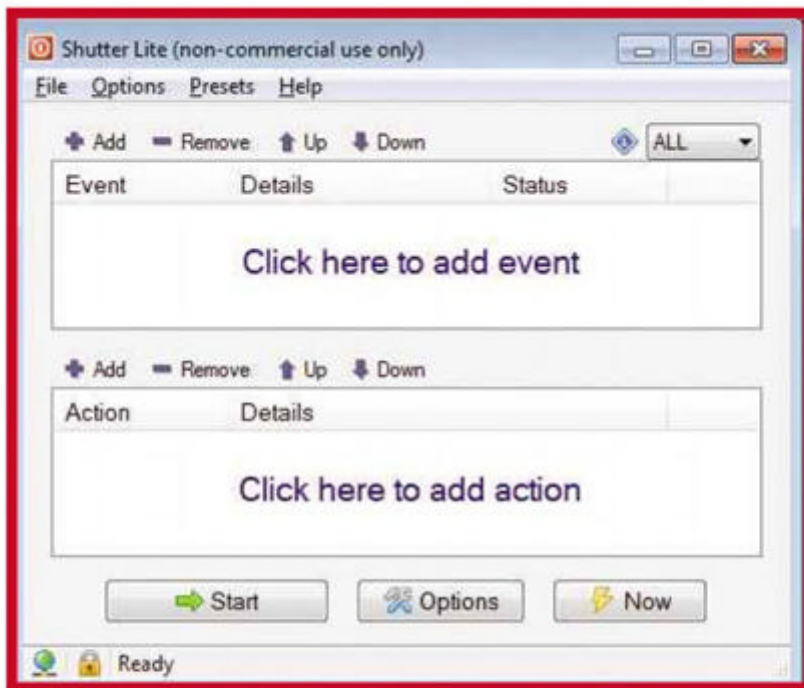 Shutter Lite (non-commercial use only)
File Options Presets Help
Add Remove Up Down ALL
Event Details Status
Click here to add event
Add Remove Up Down
Action Details
Click here to add action
Start Options Now
Ready